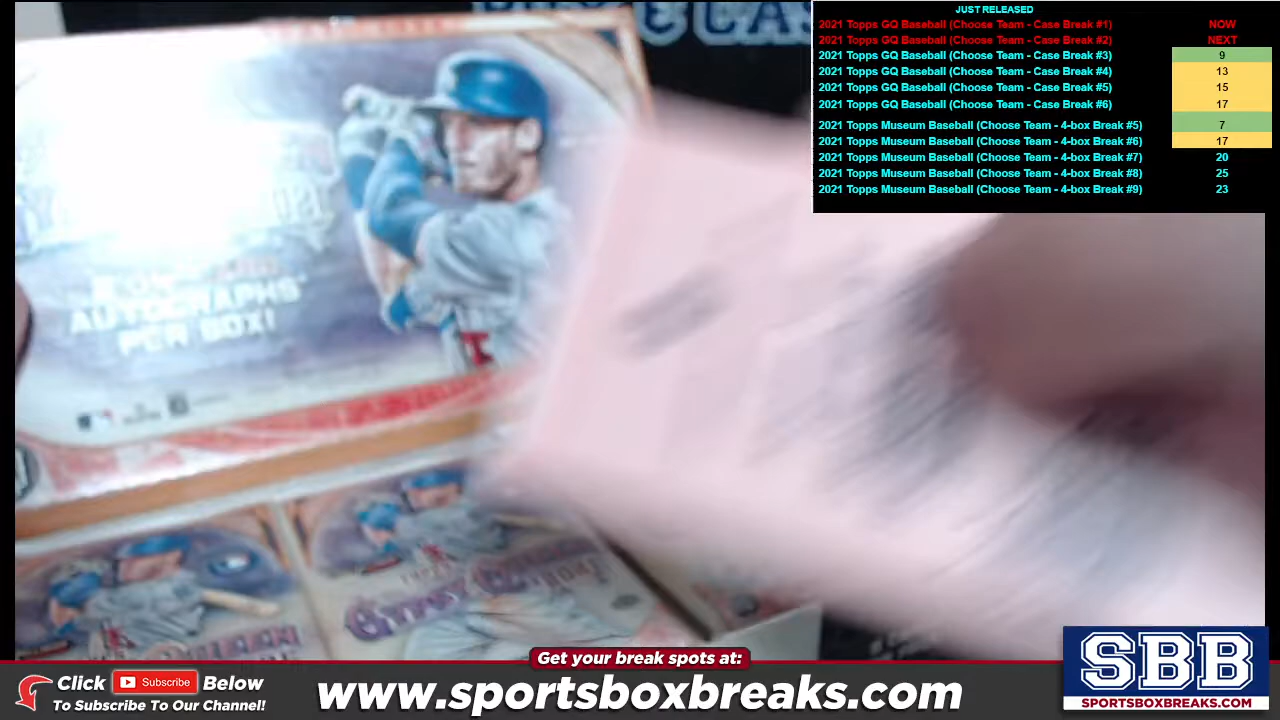 JUST RELEASED
2021 Topps GQ Baseball (Choose Team - Case Break #1) NOW
2021 Topps GQ Baseball (Choose Team - Case Break #2) NEXT
2021 Topps GQ Baseball (Choose Team - Case Break #3) 9
2021 Topps GQ Baseball (Choose Team - Case Break #4) 13
2021 Topps GQ Baseball (Choose Team - Case Break #5) 15
2021 Topps GQ Baseball (Choose Team - Case Break #6) 17
2021 Topps Museum Baseball (Choose Team - 4-box Break #5) 7
2021 Topps Museum Baseball (Choose Team - 4-box Break #6) 17
2021 Topps Museum Baseball (Choose Team - 4-box Break #7) 20
2021 Topps Museum Baseball (Choose Team - 4-box Break #8) 25
2021 Topps Museum Baseball (Choose Team - 4-box Break #9) 23
AUTOGRAPHS
PER BOX!
GYPSY QUEEN
QUEEN
Get your break spots at:
Click Subscribe Below
To Subscribe To Our Channel!
www.sportsboxbreaks.com
SBB
SPORTSBOXBREAKS.COM